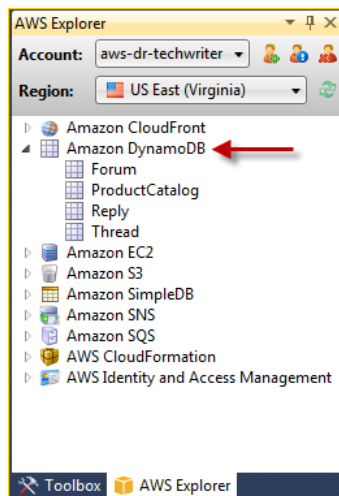 AWS Explorer
Account: aws-dr-techwriter
Region: US East (Virginia)
Amazon CloudFront
Amazon DynamoDB
Forum
ProductCatalog
Reply
Thread
Amazon EC2
Amazon S3
Amazon SimpleDB
Amazon SNS
Amazon SQS
AWS CloudFormation
AWS Identity and Access Management
Toolbox AWS Explorer